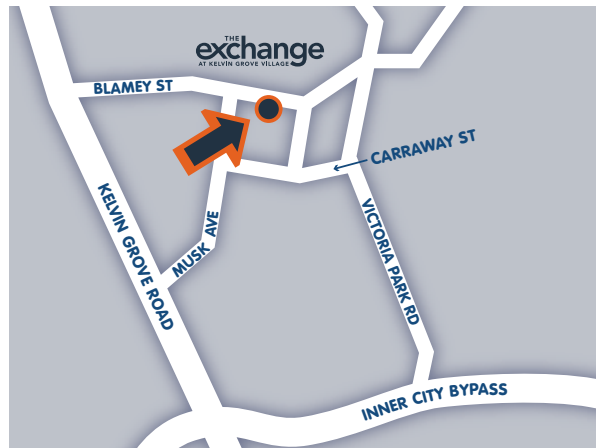 THE
exchange
AT KELVIN GROVE VILLAGE
BLAMEY ST
CARRAWAY ST
KELVIN GROVE ROAD
MUSK AVE
VICTORIA PARK RD
INNER CITY BYPASS